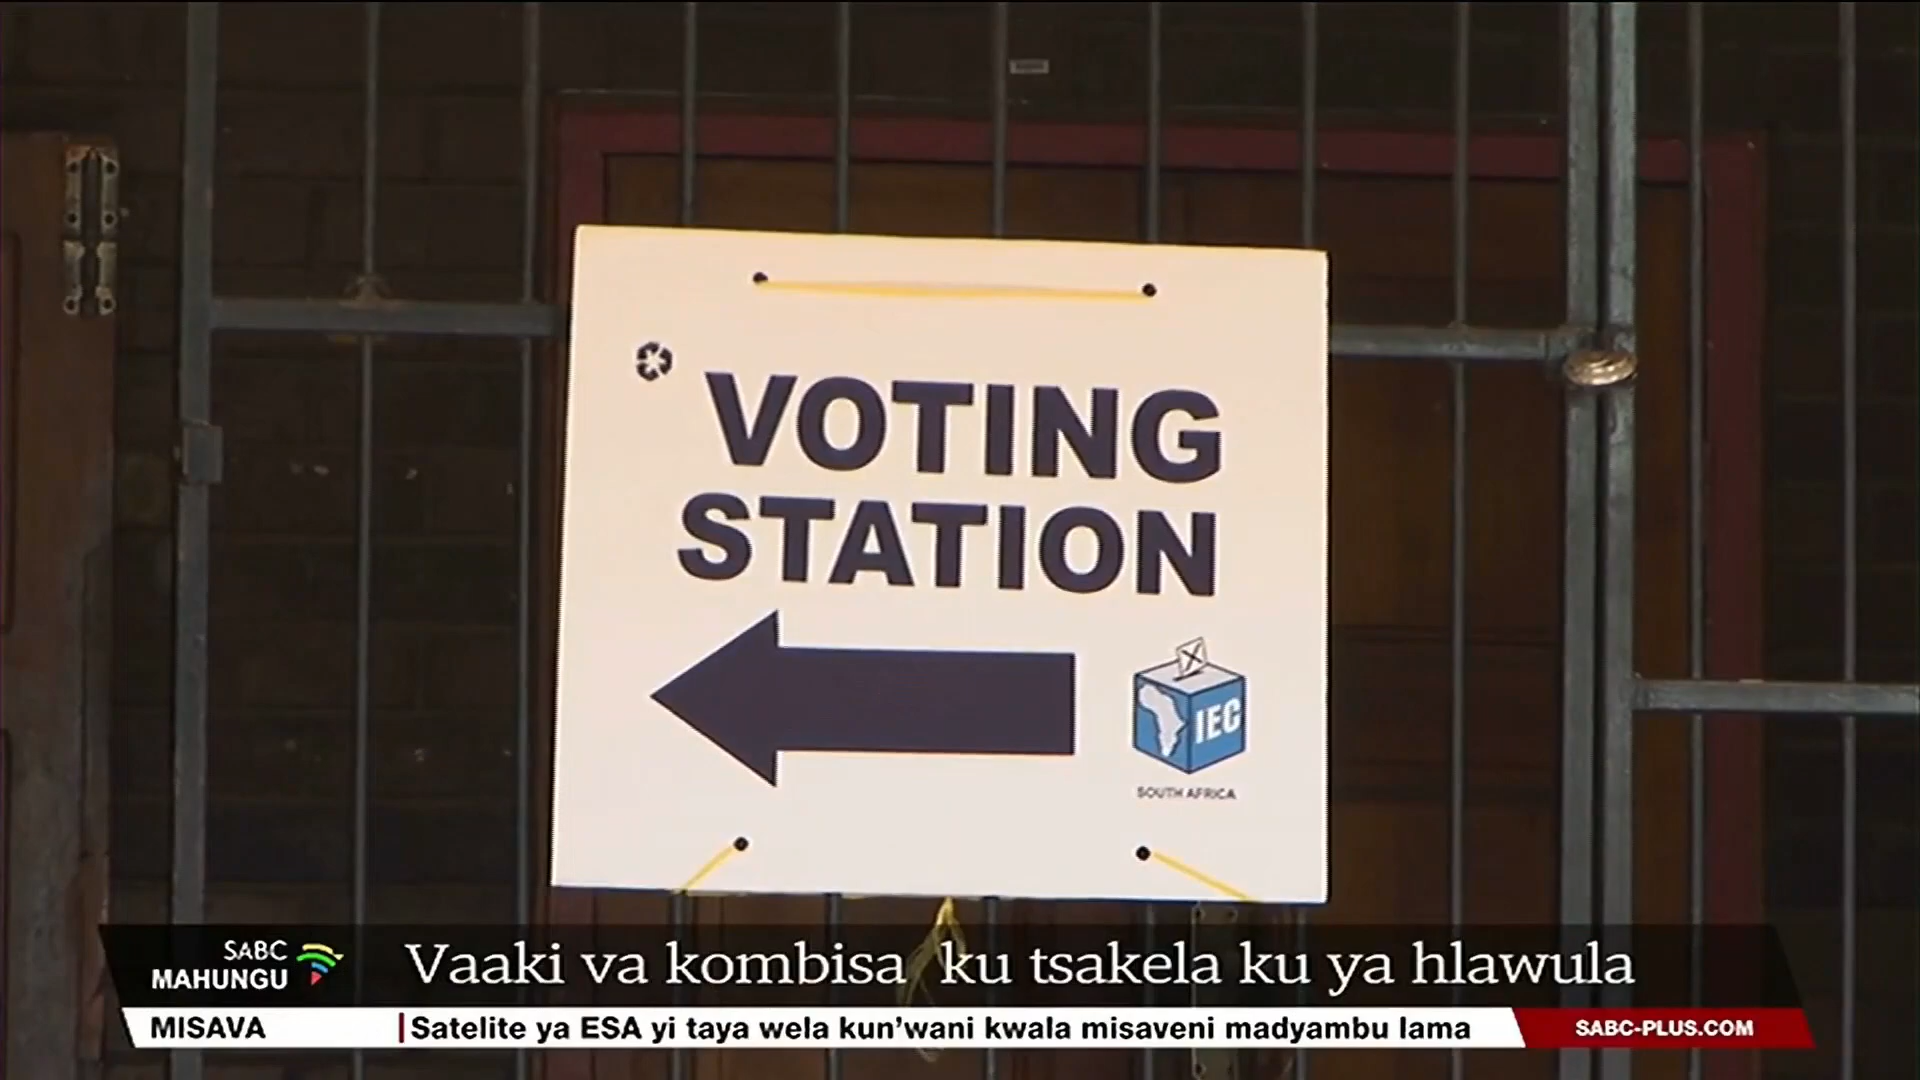 VOTING
STATION
IEC
SOUTH AFRICA
SABC
MAHUNGU
Vaaki va kombisa ku tsakela ku ya hlawula
MISAVA
Satelite ya ESA yi taya wela kun'wani kwala misaveni madyambu lama
SABC-PLUS.COM